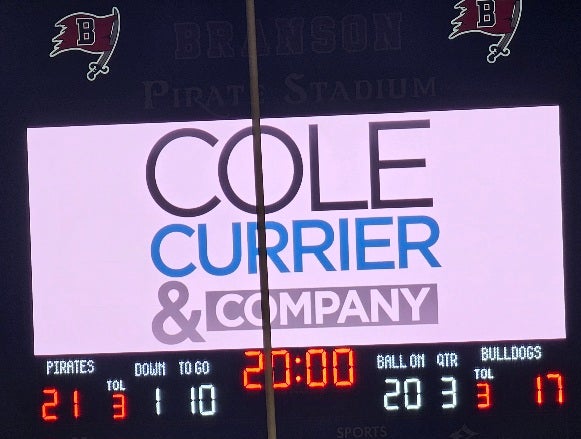 B B
BRANSON
PIRATE STADIUM
COLE
CURRIER
& COMPANY
PIRATES DOWN TO GO 20:00 BALL ON QTR BULLDOGS
21 TOL 3 1 10 20 3 TOL 3 17
SPORTS